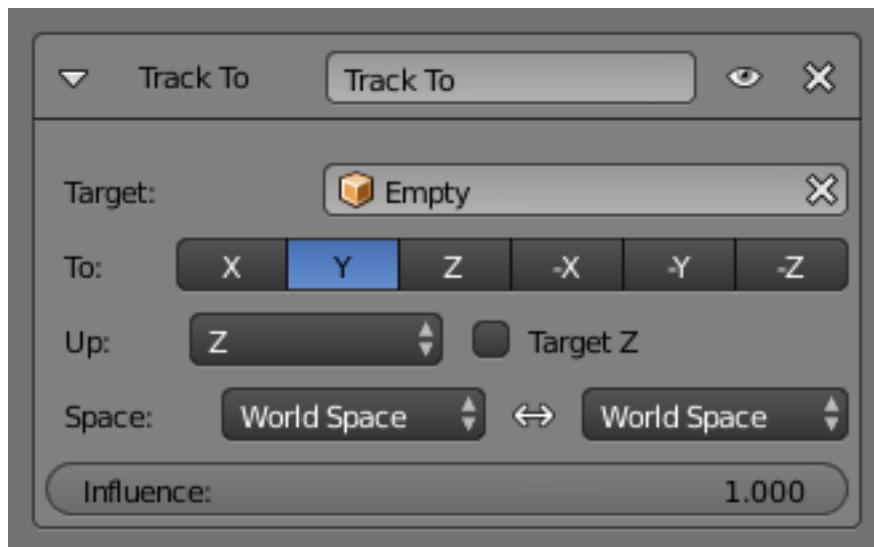 Track To Track To
Target: Empty
To: X Y Z -X -Y -Z
Up: Z Target Z
Space: World Space World Space
Influence: 1.000